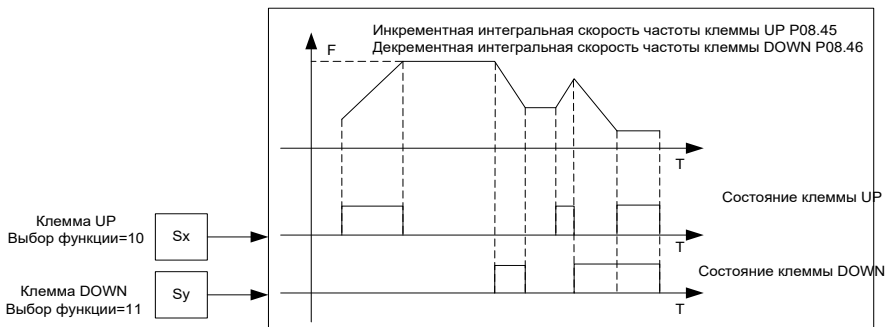 Инкрементная интегральная скорость частоты клеммы UP P08.45
Декрементная интегральная скорость частоты клеммы DOWN P08.46
F
T
Состояние клеммы UP
Клемма UP
Выбор функции=10
Sx
T
Состояние клеммы DOWN
Клемма DOWN
Выбор функции=11
Sy
T